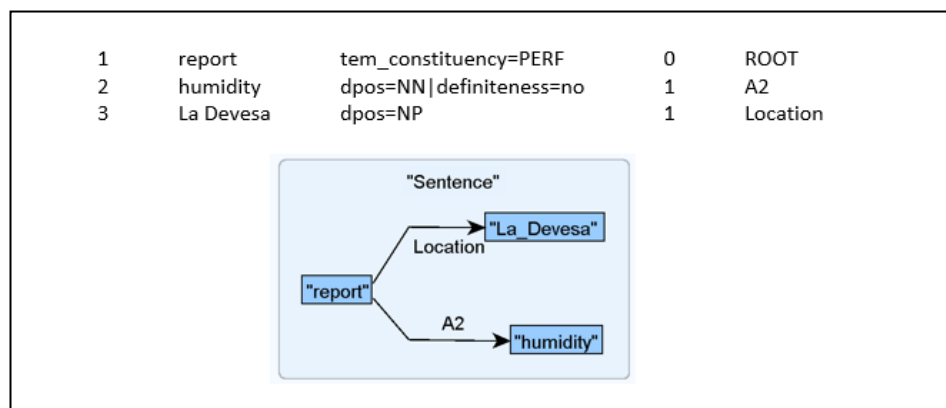 1 report tem_constituency=PERF 0 ROOT
2 humidity dpos=NN|definiteness=no 1 A2
3 La Devesa dpos=NP 1 Location
"Sentence"
"La_Devesa"
Location
"report"
A2
"humidity"